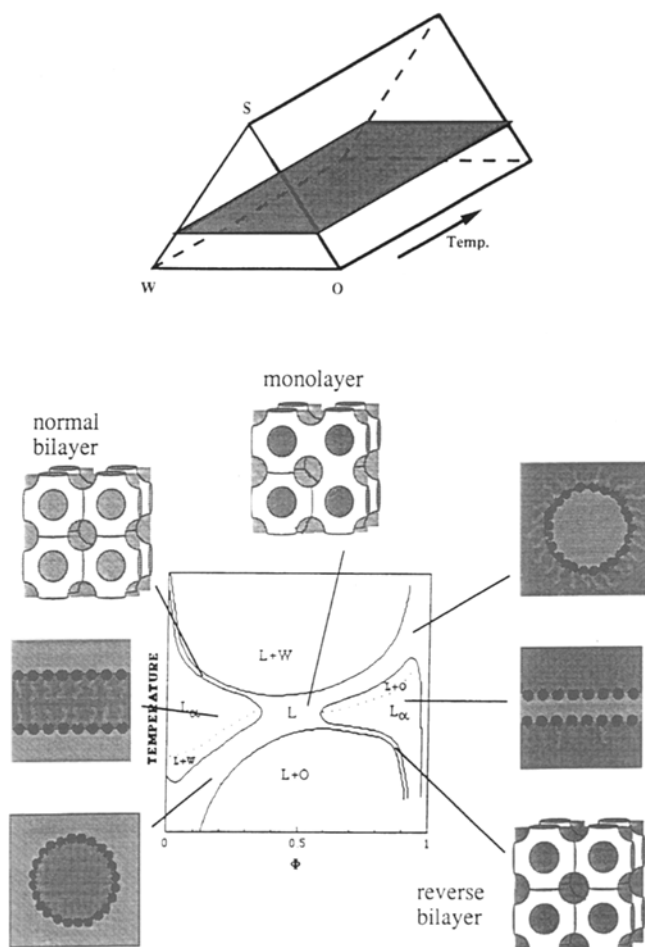 S
Temp.
W
O
monolayer
normal
bilayer
L+W
L+O
Lα
L
Lα
L+W
L+O
TEMPERATURE
0
0.5
1
Φ
reverse
bilayer